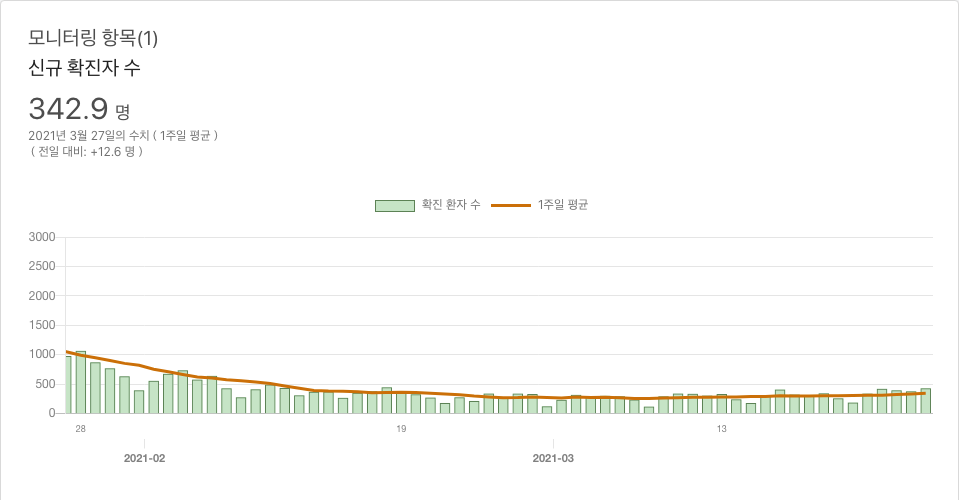 모니터링 항목(1)
신규 확진자 수
342.9 명
2021년 3월 27일의 수치 ( 1주일 평균 )
( 전일 대비: +12.6 명 )
확진 환자 수 1주일 평균
3000
2500
2000
1500
1000
500
0
28 19 13
2021-02 2021-03